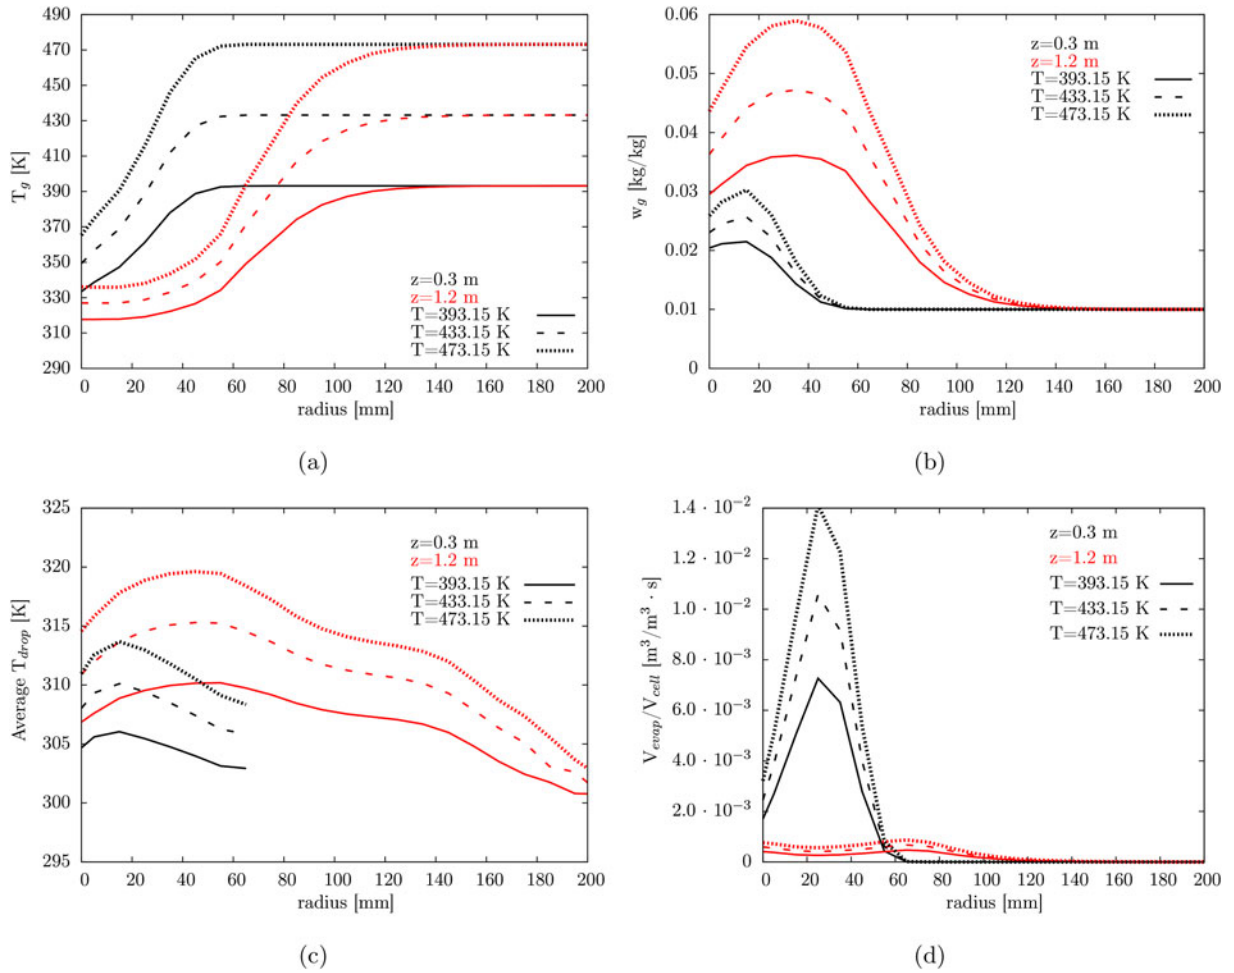 490
470
450
430
410
390
370
350
330
310
290
T_g [K]
z=0.3 m
z=1.2 m
T=393.15 K
T=433.15 K
T=473.15 K
0 20 40 60 80 100 120 140 160 180 200
radius [mm]
(a)
0.06
0.05
0.04
0.03
0.02
0.01
0
w_g [kg/kg]
z=0.3 m
z=1.2 m
T=393.15 K
T=433.15 K
T=473.15 K
0 20 40 60 80 100 120 140 160 180 200
radius [mm]
(b)
325
320
315
310
305
300
295
Average T_drop [K]
z=0.3 m
z=1.2 m
T=393.15 K
T=433.15 K
T=473.15 K
0 20 40 60 80 100 120 140 160 180 200
radius [mm]
(c)
1.4 · 10⁻²
1.2 · 10⁻²
1.0 · 10⁻²
8.0 · 10⁻³
6.0 · 10⁻³
4.0 · 10⁻³
2.0 · 10⁻³
0
V_evap/V_cell [m³/m³ · s]
z=0.3 m
z=1.2 m
T=393.15 K
T=433.15 K
T=473.15 K
0 20 40 60 80 100 120 140 160 180 200
radius [mm]
(d)